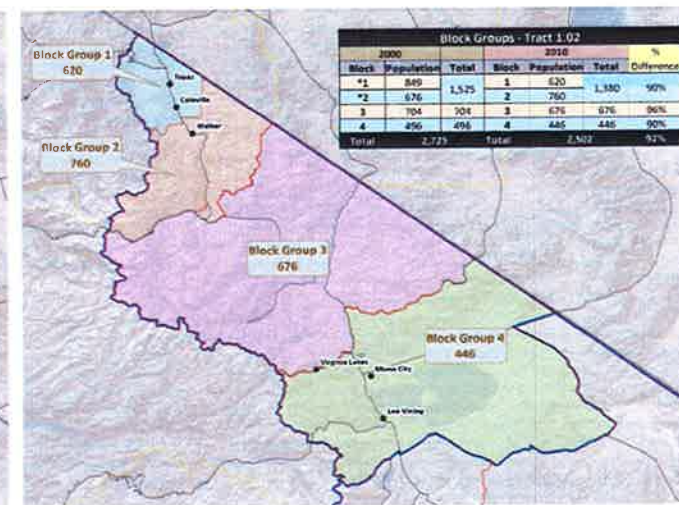 Block Groups - Tract 1.02
2000 2010 %
Block Population Total Block Population Total Difference
*1 849 1,525 1 620 1,380 90%
*2 676 2 760
3 704 704 3 676 676 96%
4 496 496 4 446 446 90%
Total 2,725 Total 2,502 92%
Block Group 1
620
Topaz
Coleville
Walker
Block Group 2
760
Block Group 3
676
Block Group 4
446
Virginia Lakes
Mono City
Lee Vining